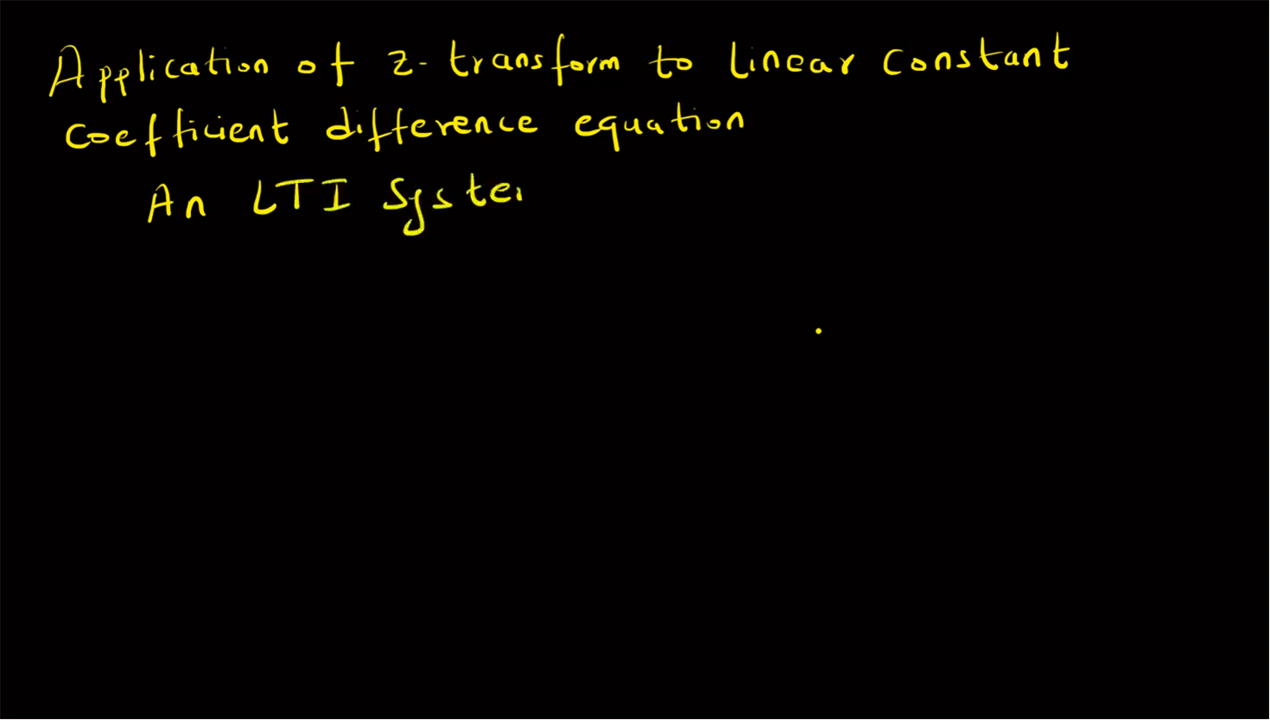 Application of z-transform to linear constant
coefficient difference equation
An LTI Syste